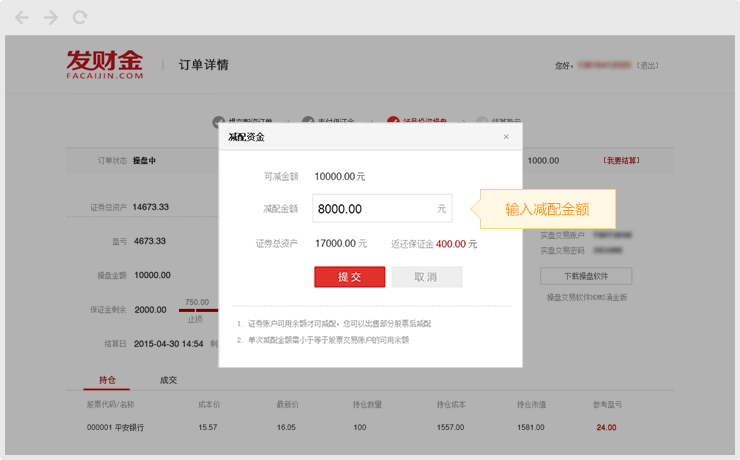 发财金
FACAIJIN.COM
订单详情
您好，
[退出]
订单状态 操盘中
1000.00
[我要结算]
减配资金
×
可减金额 10000.00 元
减配金额 8000.00 元
输入减配金额
证券总资产 17000.00 元 返还保证金 400.00 元
提 交
取 消
1. 证券账户可用余额才可减配，您可以出售部分股票后减配
2. 单次减配金额需小于等于股票交易账户的可用余额
证券总资产 14673.33
盈亏 4673.33
操盘金额 10000.00
保证金剩余 2000.00
750.00
止损
结算日 2015-04-30 14:54
实盘交易账户
实盘交易密码
下载操盘软件
操盘交易软件HOMS涌金版
持仓 成交
股票代码/名称 成本价 最新价 持仓数量 持仓成本 持仓市值 参考盈亏
000001 平安银行 15.57 16.05 100 1557.00 1581.00 24.00